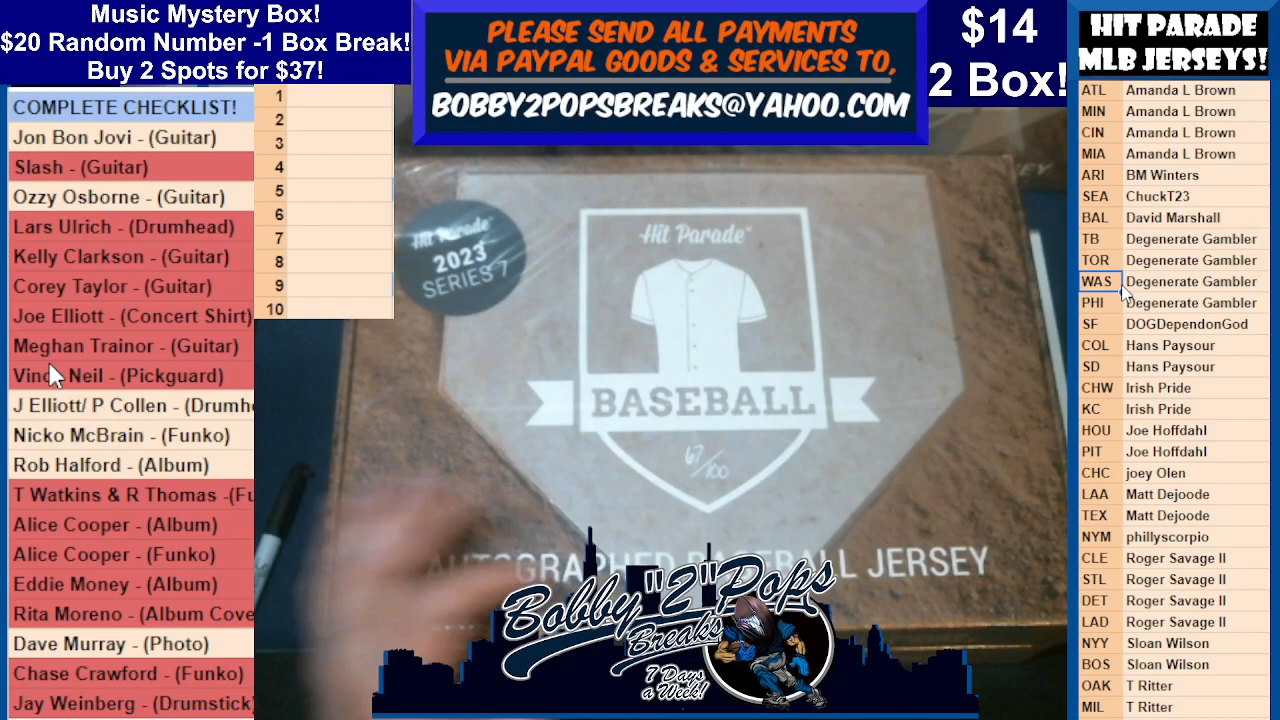 Music Mystery Box!
$20 Random Number -1 Box Break!
Buy 2 Spots for $37!
COMPLETE CHECKLIST!
Jon Bon Jovi - (Guitar)
Slash - (Guitar)
Ozzy Osborne - (Guitar)
Lars Ulrich - (Drumhead)
Kelly Clarkson - (Guitar)
Corey Taylor - (Guitar)
Joe Elliott - (Concert Shirt)
Meghan Trainor - (Guitar)
Vince Neil - (Pickguard)
J Elliott/ P Collen - (Drumhe
Nicko McBrain - (Funko)
Rob Halford - (Album)
T Watkins & R Thomas -(Fu
Alice Cooper - (Album)
Alice Cooper - (Funko)
Eddie Money - (Album)
Rita Moreno - (Album Cove
Dave Murray - (Photo)
Chase Crawford - (Funko)
Jay Weinberg - (Drumstick
1
2
3
4
5
6
7
8
9
10
PLEASE SEND ALL PAYMENTS
VIA PAYPAL GOODS & SERVICES TO,
BOBBY2POPSBREAKS@YAHOO.COM
Hit Parade
2023
SERIES 7
Hit Parade
BASEBALL
67/100
AUTOGRAPHED BASEBALL JERSEY
Bobby "2" Pops
Breaks
7 Days
a Week!
$14
2 Box!
HIT PARADE
MLB JERSEYS!
ATL Amanda L Brown
MIN Amanda L Brown
CIN Amanda L Brown
MIA Amanda L Brown
ARI BM Winters
SEA ChuckT23
BAL David Marshall
TB Degenerate Gambler
TOR Degenerate Gambler
WAS Degenerate Gambler
PHI Degenerate Gambler
SF DOGDependonGod
COL Hans Paysour
SD Hans Paysour
CHW Irish Pride
KC Irish Pride
HOU Joe Hoffdahl
PIT Joe Hoffdahl
CHC joey Olen
LAA Matt Dejoode
TEX Matt Dejoode
NYM phillyscorpio
CLE Roger Savage II
STL Roger Savage II
DET Roger Savage II
LAD Roger Savage II
NYY Sloan Wilson
BOS Sloan Wilson
OAK T Ritter
MIL T Ritter